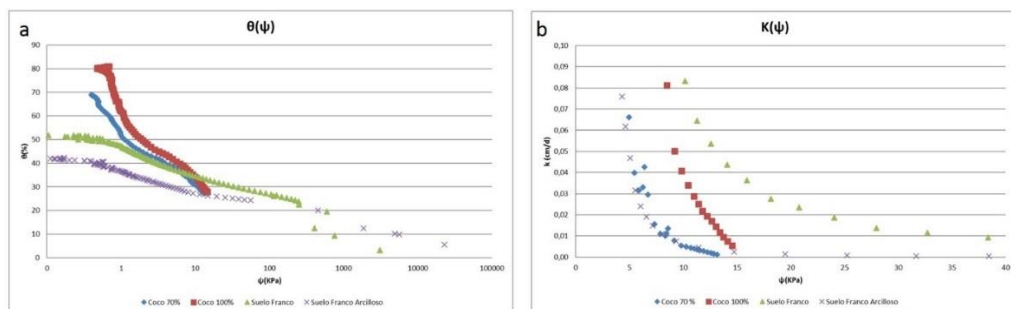 a
θ(ψ)
90
80
70
60
50
40
30
20
10
0
θ(%)
0
1
10
100
1000
10000
100000
ψ(KPa)
Coco 70%
Coco 100%
Suelo Franco
Suelo Franco Arcilloso
b
K(ψ)
0,10
0,09
0,08
0,07
0,06
0,05
0,04
0,03
0,02
0,01
0,00
k (cm/d)
0
5
10
15
20
25
30
35
40
ψ(KPa)
Coco 70 %
Coco 100%
Suelo Franco
Suelo Franco Arcilloso